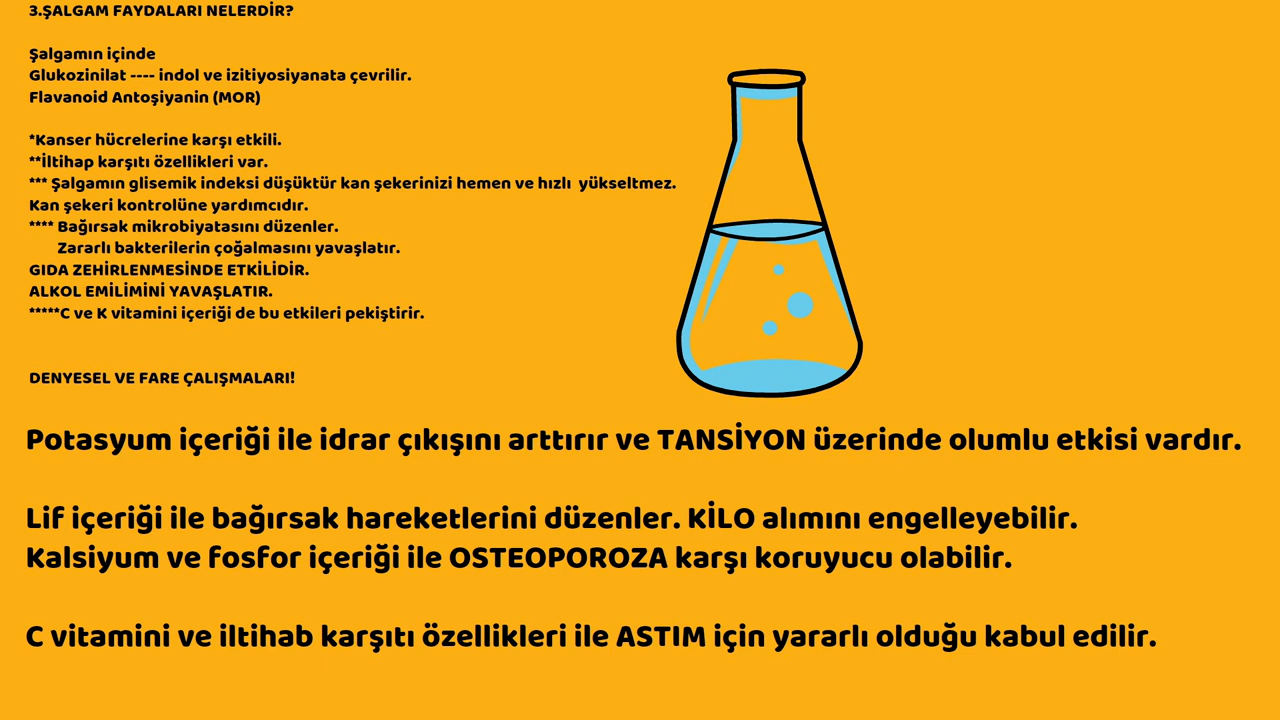 3.ŞALGAM FAYDALARI NELERDİR?
Şalgamın içinde
Glukozinilat ---- indol ve izitiyosiyanata çevrilir.
Flavanoid Antoşiyanin (MOR)
*Kanser hücrelerine karşı etkili.
**İltihap karşıtı özellikleri var.
*** Şalgamın glisemik indeksi düşüktür kan şekerinizi hemen ve hızlı  yükseltmez.
Kan şekeri kontrolüne yardımcıdır.
**** Bağırsak mikrobiyatasını düzenler.
Zararlı bakterilerin çoğalmasını yavaşlatır.
GIDA ZEHİRLENMESİNDE ETKİLİDİR.
ALKOL EMİLİMİNİ YAVAŞLATIR.
*****C ve K vitamini içeriği de bu etkileri pekiştirir.
DENYESEL VE FARE ÇALIŞMALARI!
Potasyum içeriği ile idrar çıkışını arttırır ve TANSİYON üzerinde olumlu etkisi vardır.
Lif içeriği ile bağırsak hareketlerini düzenler. KİLO alımını engelleyebilir.
Kalsiyum ve fosfor içeriği ile OSTEOPOROZA karşı koruyucu olabilir.
C vitamini ve iltihab karşıtı özellikleri ile ASTIM için yararlı olduğu kabul edilir.